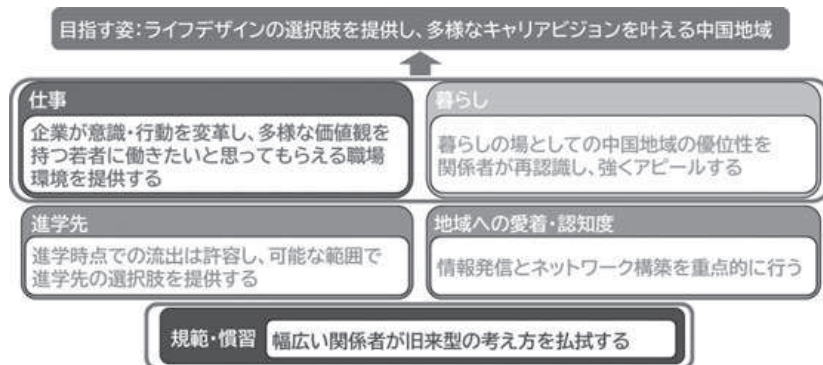 目指す姿：ライフデザインの選択肢を提供し、多様なキャリアビジョンを叶える中国地域
仕事
企業が意識・行動を変革し、多様な価値観を
持つ若者に働きたいと思ってもらえる職場
環境を提供する
暮らし
暮らしの場としての中国地域の優位性を
関係者が再認識し、強くアピールする
進学先
進学時点での流出は許容し、可能な範囲で
進学先の選択肢を提供する
地域への愛着・認知度
情報発信とネットワーク構築を重点的に行う
規範・慣習
幅広い関係者が旧来型の考え方を払拭する